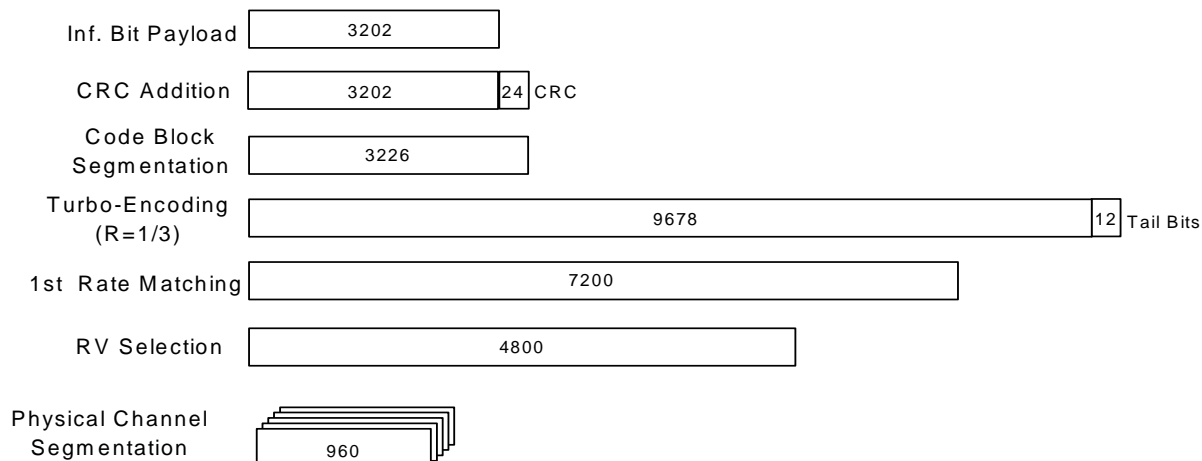 Inf. Bit Payload 3202
CRC Addition 3202 24 CRC
Code Block
Segmentation 3226
Turbo-Encoding
(R=1/3) 9678 12 Tail Bits
1st Rate Matching 7200
RV Selection 4800
Physical Channel
Segmentation 960